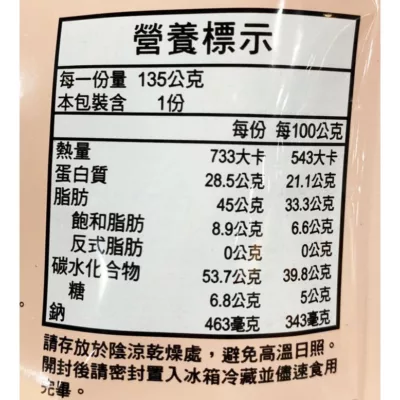 營養標示
每一份量 135公克
本包裝含 1份
每份 每100公克
熱量 733大卡 543大卡
蛋白質 28.5公克 21.1公克
脂肪 45公克 33.3公克
飽和脂肪 8.9公克 6.6公克
反式脂肪 0公克 0公克
碳水化合物 53.7公克 39.8公克
糖 6.8公克 5公克
鈉 463毫克 343毫克
請存放於陰涼乾燥處，避免高溫日照。
開封後請密封置入冰箱冷藏並儘速食用
完畢。